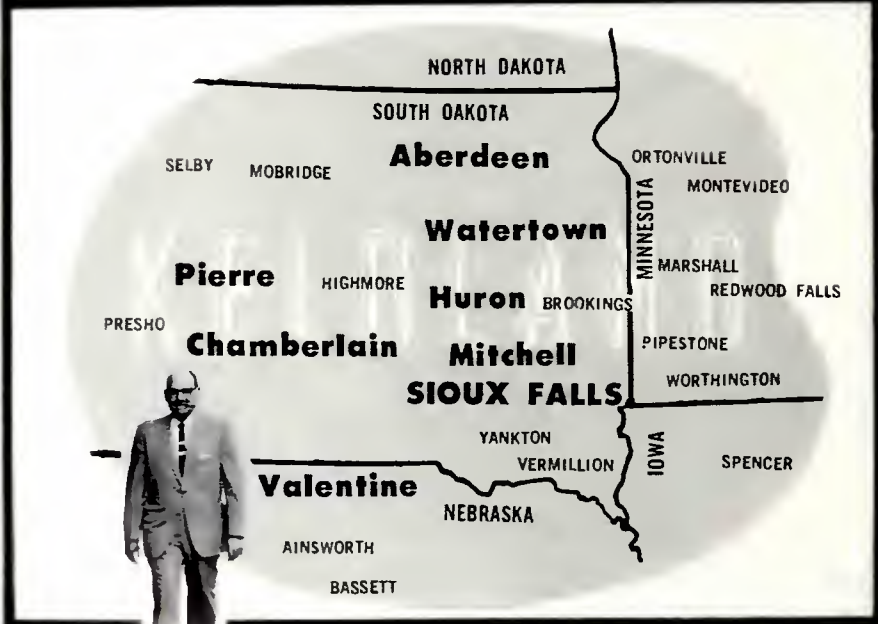 NORTH DAKOTA
SOUTH OAKOTA
SELBY
MOBRIDGE
Aberdeen
ORTONVILLE
MONTEVIDEO
MINNESOTA
Watertown
Pierre
HIGHMORE
Huron
BROOKINGS
MARSHALL
REDWOOD FALLS
PRESHO
Chamberlain
Mitchell
PIPESTONE
SIOUX FALLS
WORTHINGTON
YANKTON
VERMILLION
IOWA
SPENCER
Valentine
NEBRASKA
AINSWORTH
BASSETT